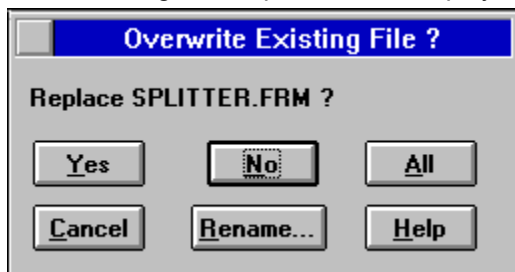 Overwrite Existing File ?
Replace SPLITTER.FRM ?
Yes No All
Cancel Rename... Help